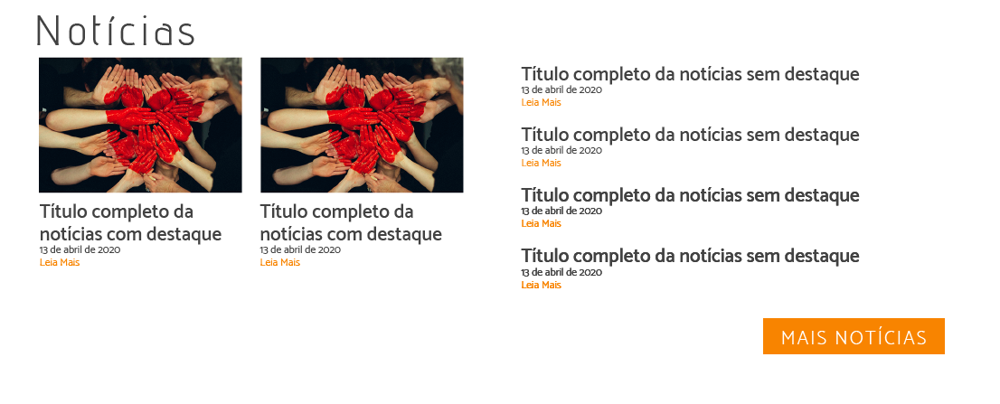 Notícias
Título completo da
notícias com destaque
13 de abril de 2020
Leia Mais
Título completo da
notícias com destaque
13 de abril de 2020
Leia Mais
Título completo da notícias sem destaque
13 de abril de 2020
Leia Mais
Título completo da notícias sem destaque
13 de abril de 2020
Leia Mais
Título completo da notícias sem destaque
13 de abril de 2020
Leia Mais
Título completo da notícias sem destaque
13 de abril de 2020
Leia Mais
MAIS NOTÍCIAS